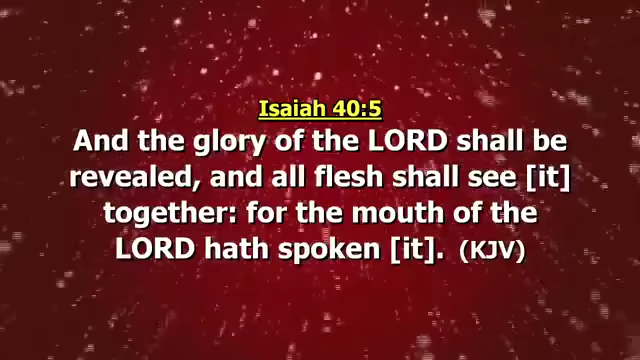 Isaiah 40:5
And the glory of the LORD shall be
revealed, and all flesh shall see [it]
together: for the mouth of the
LORD hath spoken [it]. (KJV)